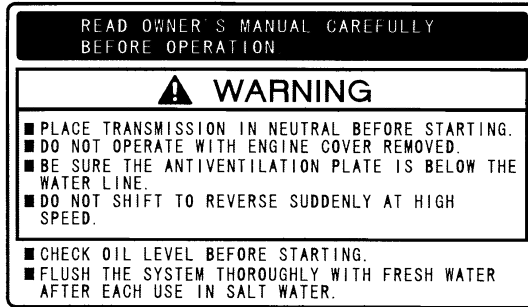 READ OWNER'S MANUAL CAREFULLY
BEFORE OPERATION
WARNING
■ PLACE TRANSMISSION IN NEUTRAL BEFORE STARTING.
■ DO NOT OPERATE WITH ENGINE COVER REMOVED.
■ BE SURE THE ANTIVENTILATION PLATE IS BELOW THE
WATER LINE.
■ DO NOT SHIFT TO REVERSE SUDDENLY AT HIGH
SPEED.
■ CHECK OIL LEVEL BEFORE STARTING.
■ FLUSH THE SYSTEM THOROUGHLY WITH FRESH WATER
AFTER EACH USE IN SALT WATER.